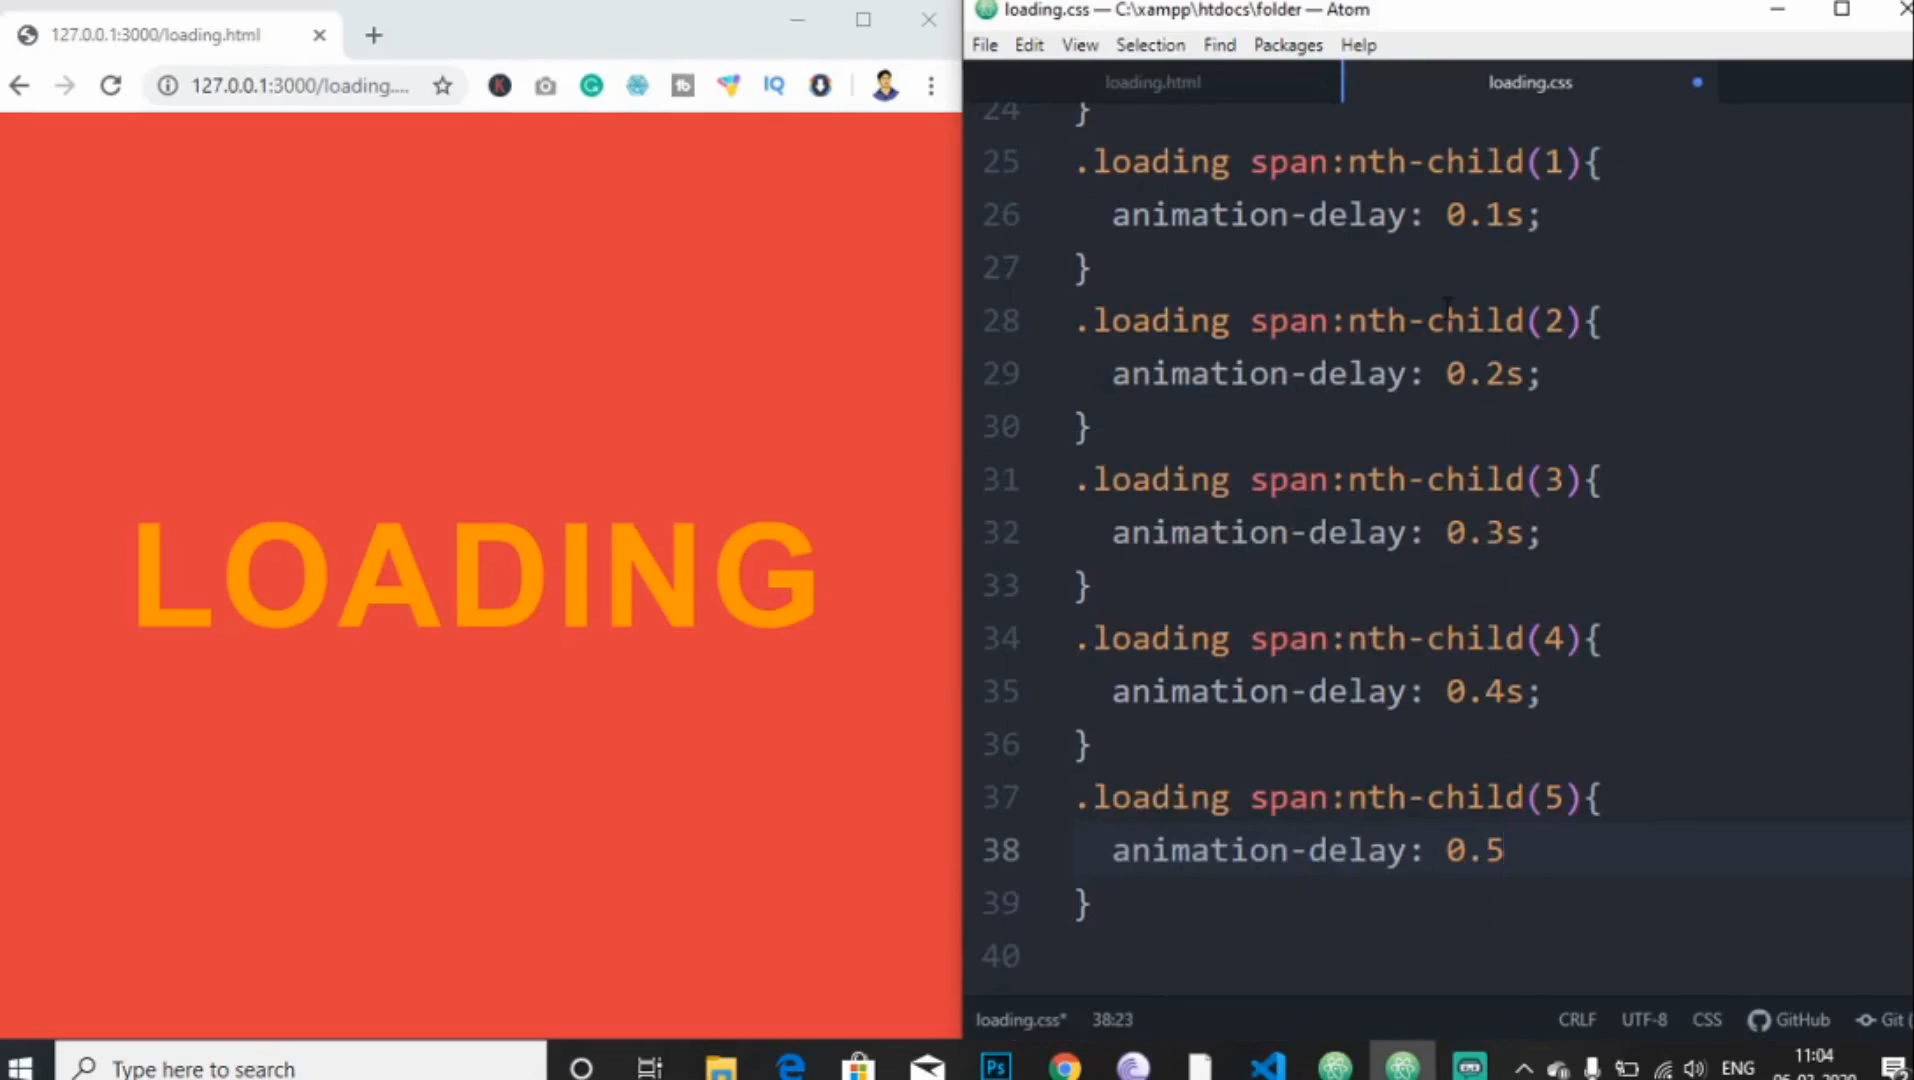 127.0.0.1:3000/loading.html
127.0.0.1:3000/loading....
K
tb
IQ
LOADING
loading.css — C:\xampp\htdocs\folder — Atom
File Edit View Selection Find Packages Help
loading.html loading.css
24 }
25 .loading span:nth-child(1){
26 animation-delay: 0.1s;
27 }
28 .loading span:nth-child(2){
29 animation-delay: 0.2s;
30 }
31 .loading span:nth-child(3){
32 animation-delay: 0.3s;
33 }
34 .loading span:nth-child(4){
35 animation-delay: 0.4s;
36 }
37 .loading span:nth-child(5){
38 animation-delay: 0.5
39 }
40
loading.css* 38:23 CRLF UTF-8 CSS GitHub Git (
Type here to search
Ps
ENG
11:04